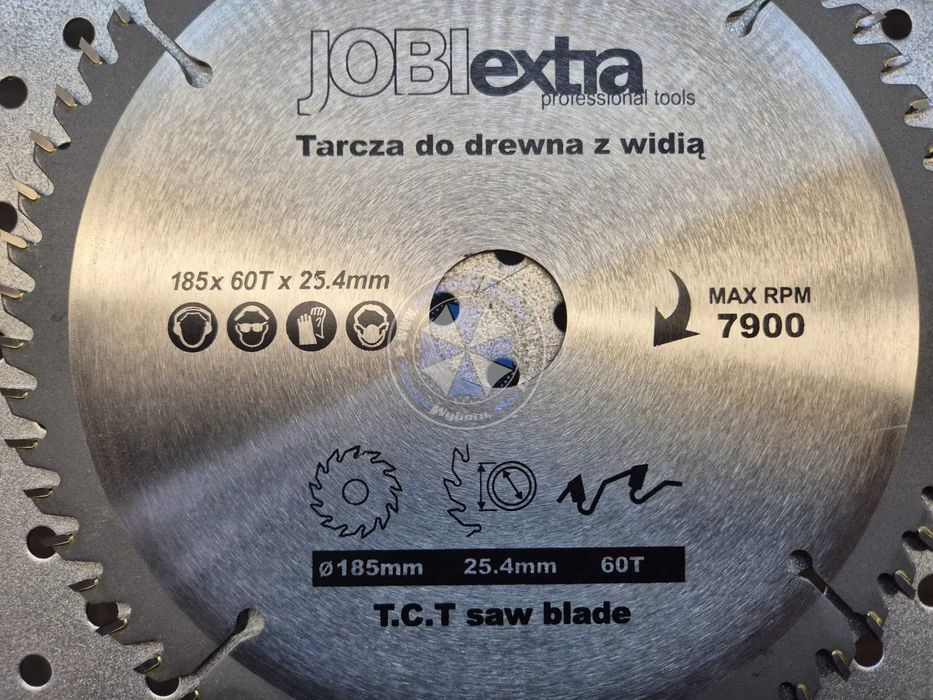 JOBIextra
professional tools
Tarcza do drewna z widią
185x 60T x 25.4mm
MAX RPM
7900
Ø185mm 25.4mm 60T
T.C.T saw blade